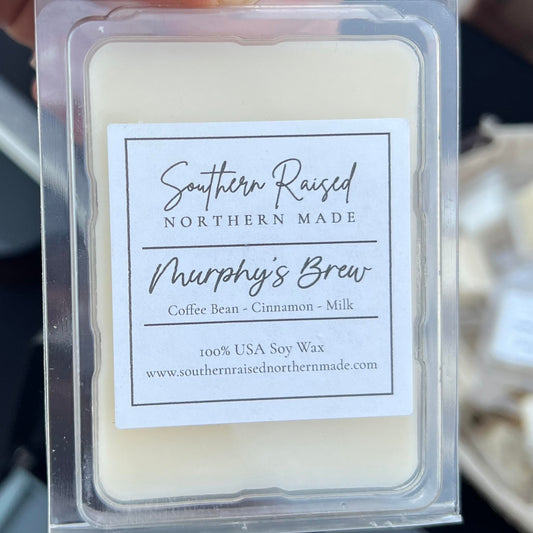 Southern Raised
NORTHERN MADE
Murphy's Brew
Coffee Bean - Cinnamon - Milk
100% USA Soy Wax
www.southernraisednorthernmade.com